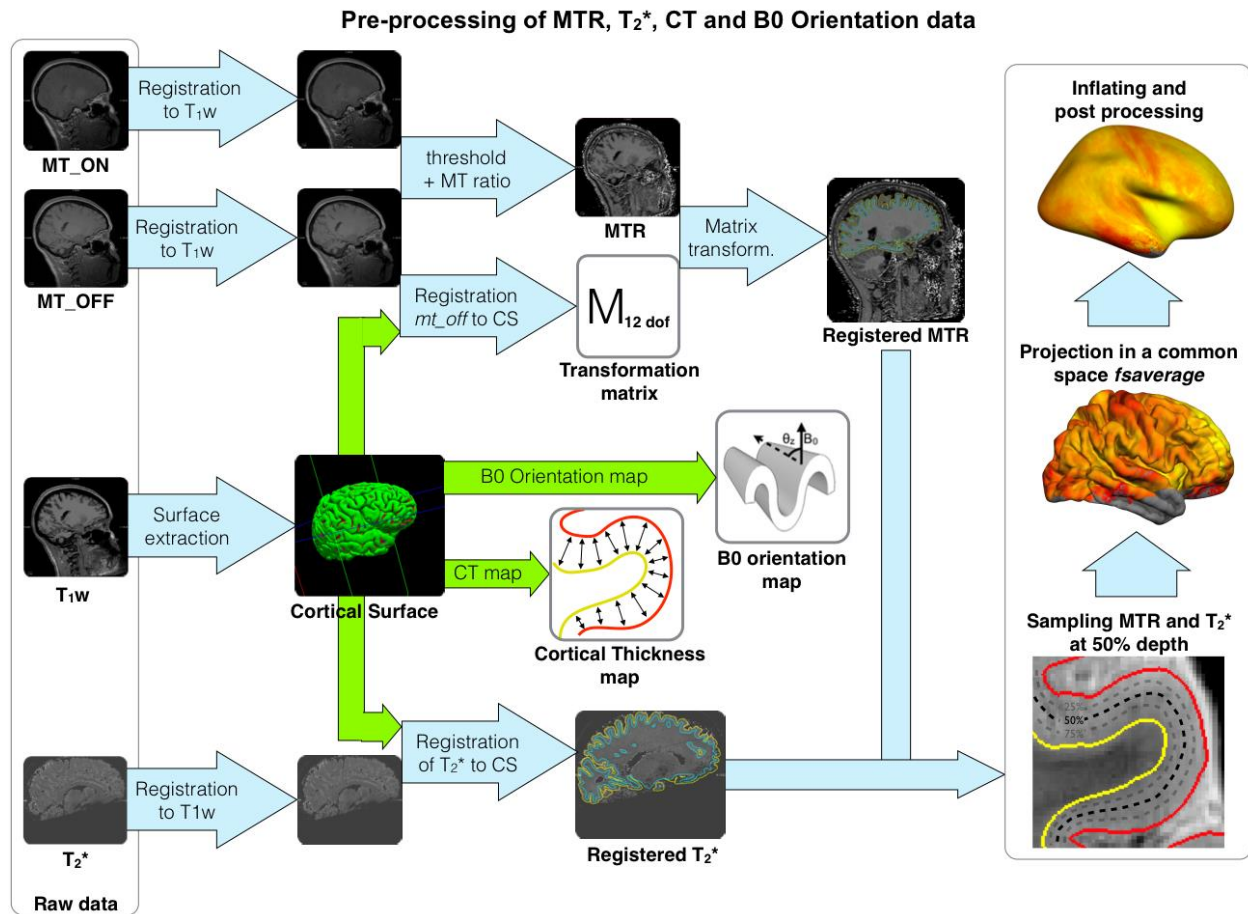 Pre-processing of MTR, T₂*, CT and B0 Orientation data
Registration
to T₁w
MT_ON
Registration
to T₁w
MT_OFF
threshold
+ MT ratio
MTR
Registration
mt_off to CS
M₁₂ dof
Transformation
matrix
Matrix
transform.
Registered MTR
T₁w
Surface
extraction
Cortical Surface
B0 Orientation map
θz
B₀
B0 orientation
map
CT map
Cortical Thickness
map
T₂*
Registration
to T1w
Registration
of T₂* to CS
Registered T₂*
Raw data
Inflating and
post processing
Projection in a common
space fsaverage
Sampling MTR and T₂*
at 50% depth
25%
50%
75%